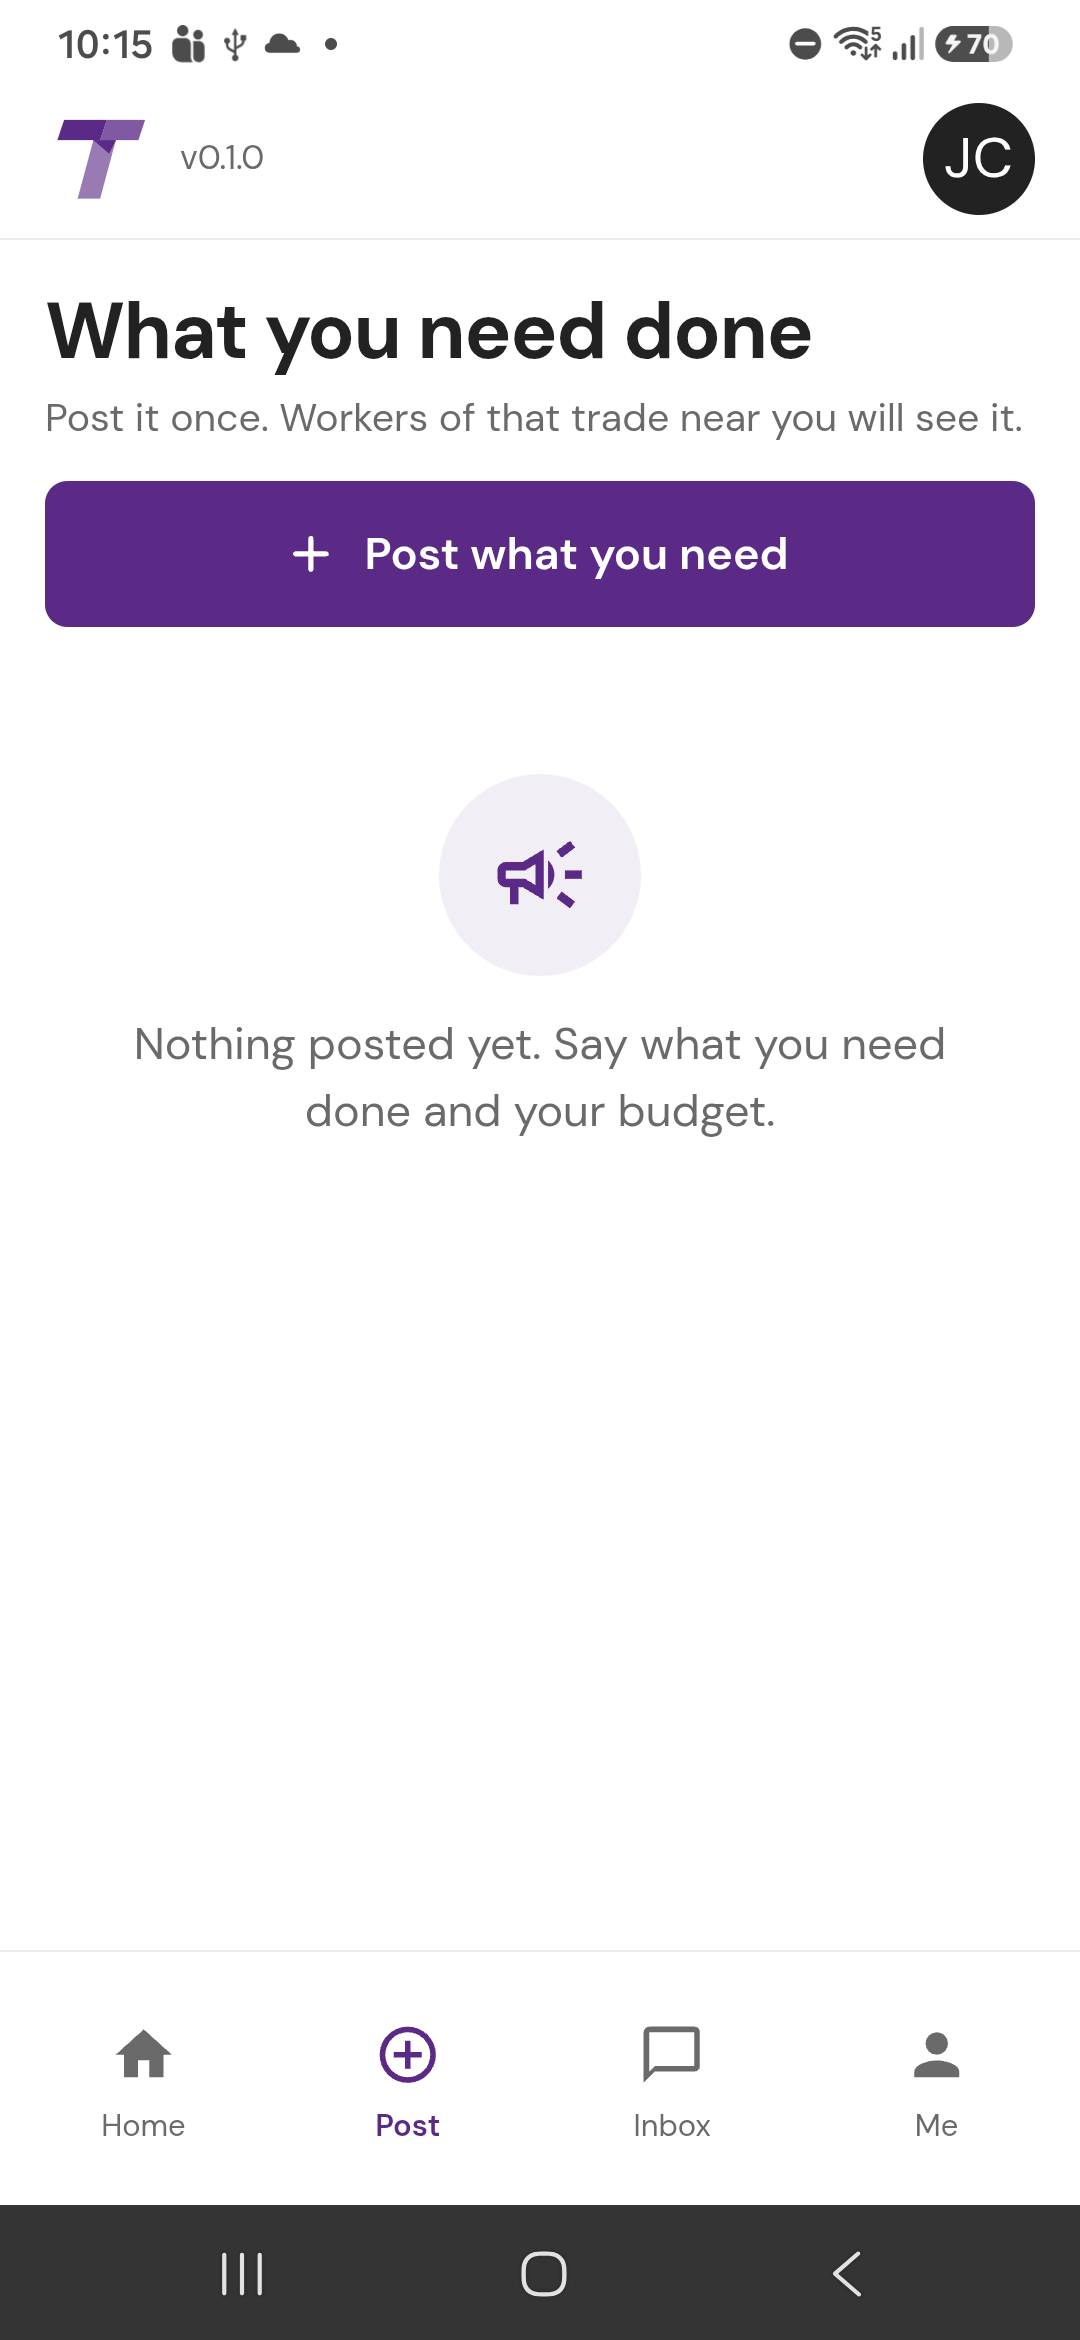 10:15
5
70
v0.1.0
JC
What you need done
Post it once. Workers of that trade near you will see it.
+ Post what you need
Nothing posted yet. Say what you need
done and your budget.
Home
Post
Inbox
Me